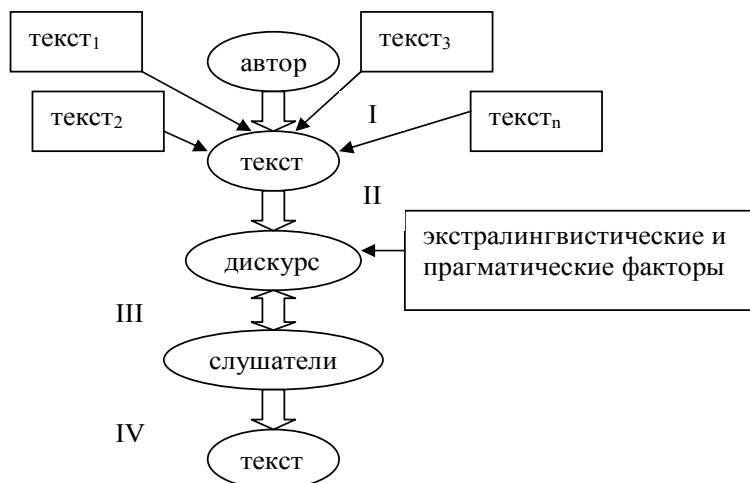 текст₁
автор
текст₃
текст₂
I
текстₙ
текст
II
экстралингвистические и
прагматические факторы
дискурс
III
слушатели
IV
текст